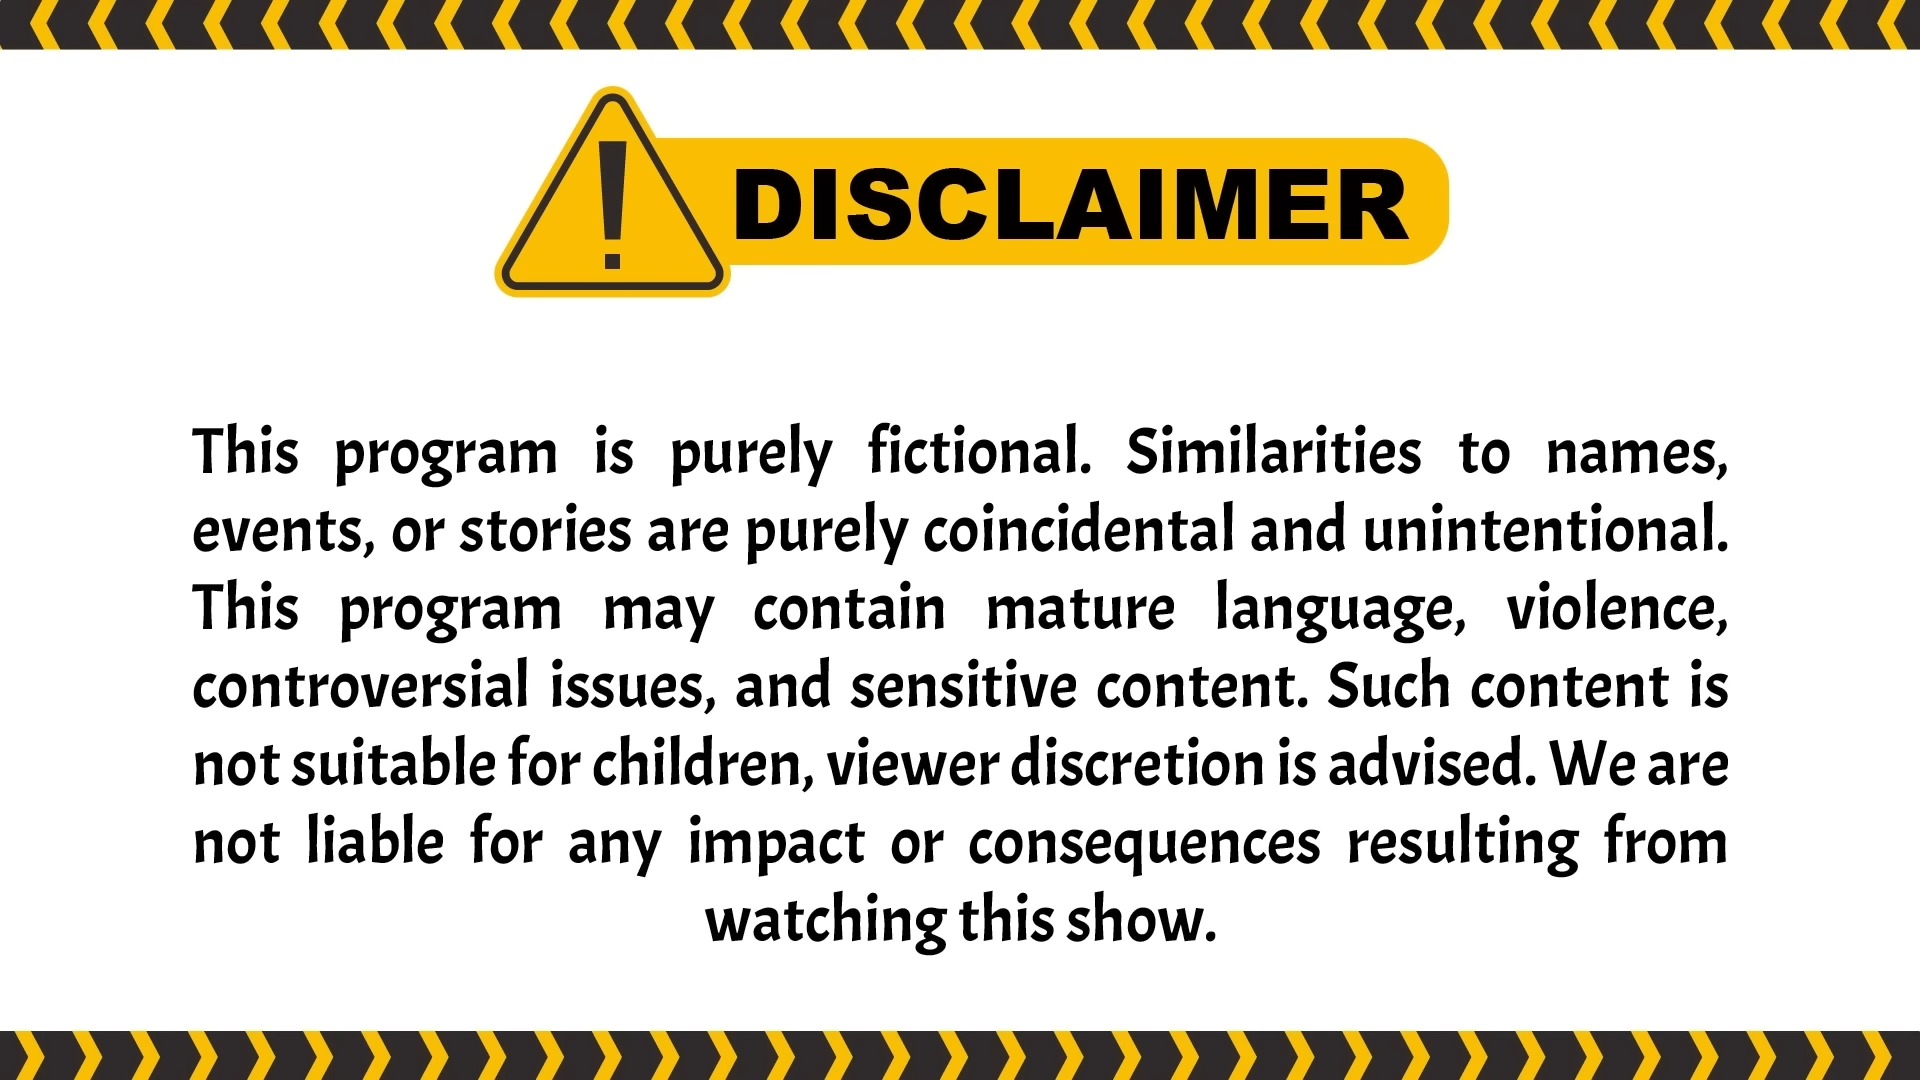 DISCLAIMER
This program is purely fictional. Similarities to names,
events, or stories are purely coincidental and unintentional.
This program may contain mature language, violence,
controversial issues, and sensitive content. Such content is
not suitable for children, viewer discretion is advised. We are
not liable for any impact or consequences resulting from
watching this show.